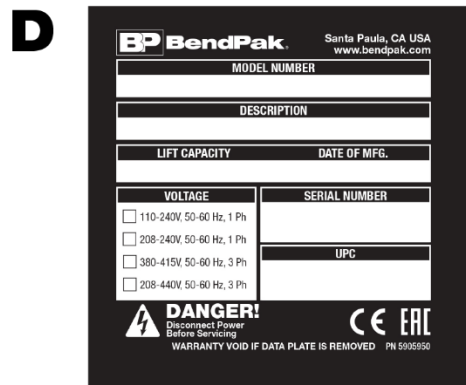 D
BP BendPak. Santa Paula, CA USA
www.bendpak.com
MODEL NUMBER
DESCRIPTION
LIFT CAPACITY DATE OF MFG.
VOLTAGE
110-240V, 50-60 Hz, 1 Ph
208-240V, 50-60 Hz, 1 Ph
380-415V, 50-60 Hz, 3 Ph
208-440V, 50-60 Hz, 3 Ph
SERIAL NUMBER
UPC
DANGER!
Disconnect Power
Before Servicing
CE EAC
WARRANTY VOID IF DATA PLATE IS REMOVED PN 5905950